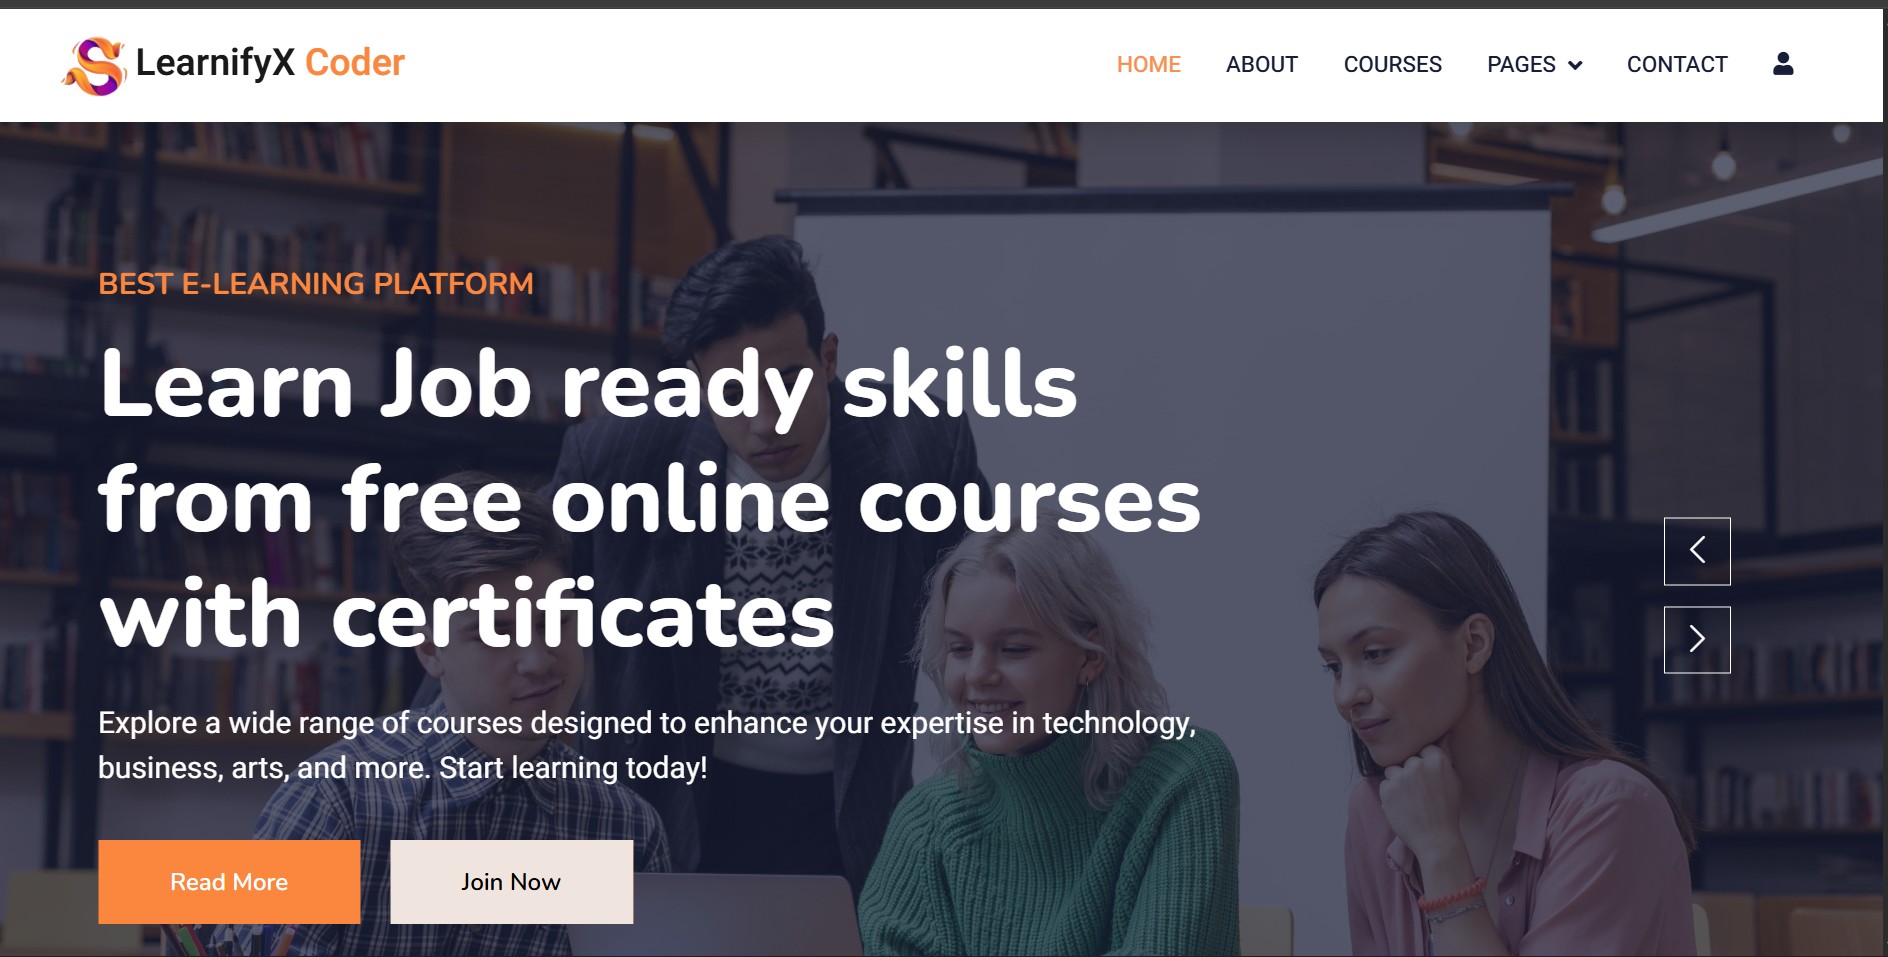 LearnifyX Coder
HOME ABOUT COURSES PAGES CONTACT
BEST E-LEARNING PLATFORM
Learn Job ready skills
from free online courses
with certificates
Explore a wide range of courses designed to enhance your expertise in technology,
business, arts, and more. Start learning today!
Read More Join Now